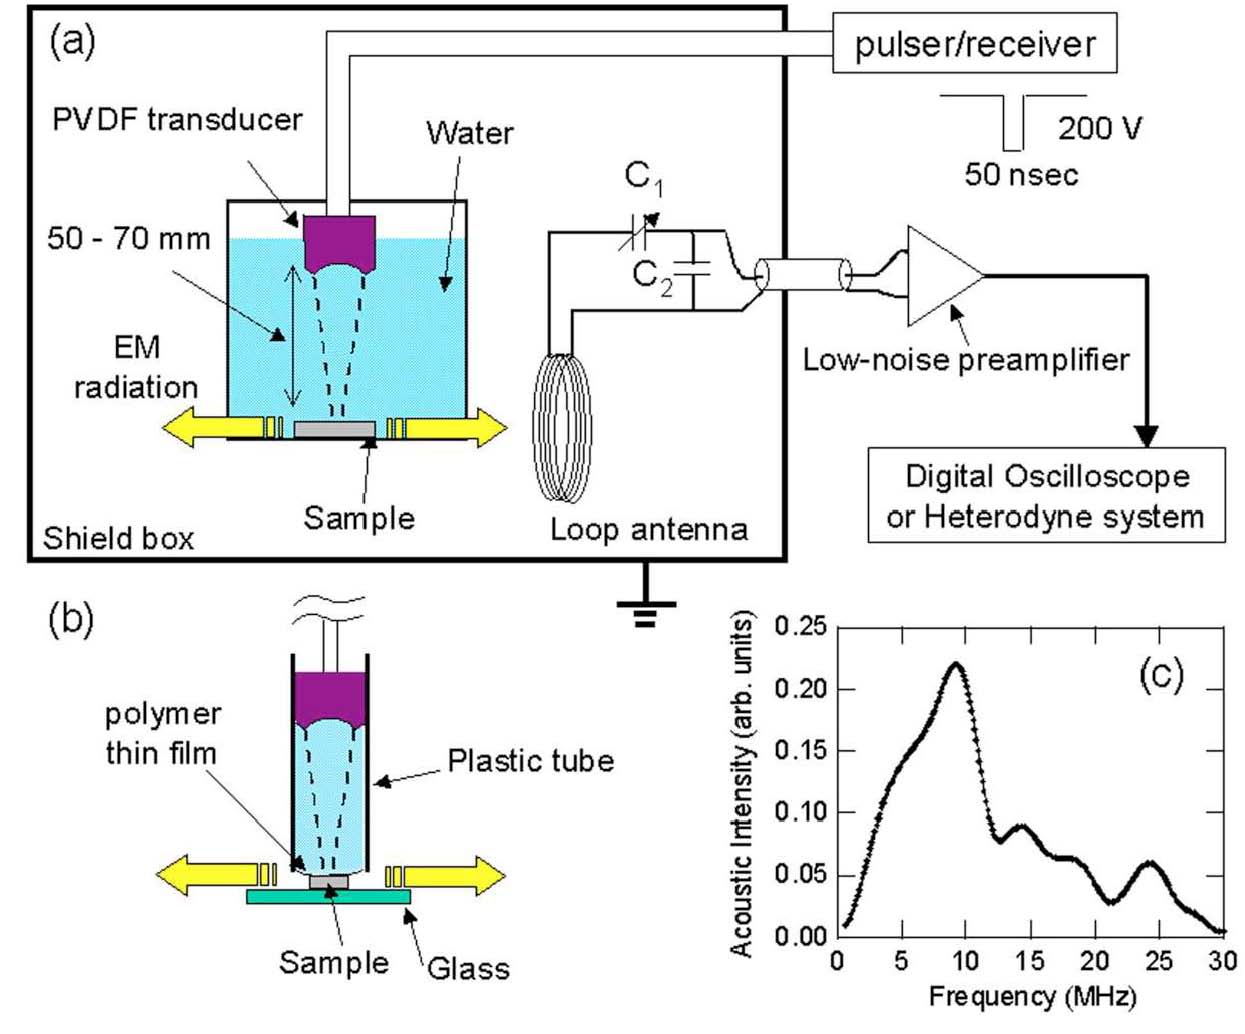 (a)
pulser/receiver
PVDF transducer
Water
200 V
50 nsec
C1
50 - 70 mm
C2
EM
radiation
Low-noise preamplifier
Digital Oscilloscope
or Heterodyne system
Sample
Loop antenna
Shield box
(b)
polymer
thin film
Plastic tube
Sample
Glass
(c)
Acoustic Intensity (arb. units)
0.25
0.20
0.15
0.10
0.05
0.00
0 5 10 15 20 25 30
Frequency (MHz)